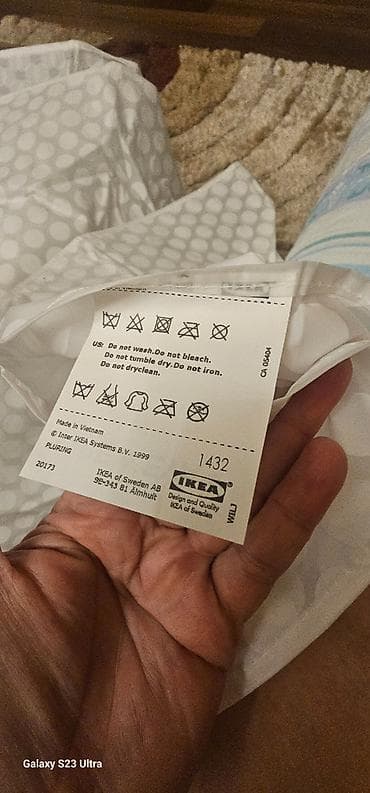 US: Do not wash.Do not bleach.
Do not tumble dry.Do not iron.
Do not dryclean.
CA 05404
Made in Vietnam
© Inter IKEA Systems B.V. 1999
PLURING
20173
IKEA of Sweden AB
SE-343 81 Älmhult
1432
IKEA®
Design and Quality
IKEA of Sweden
Galaxy S23 Ultra